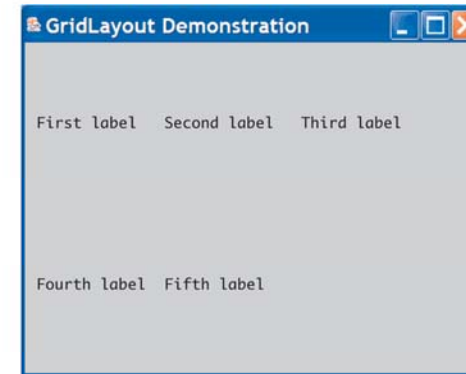 GridLayout Demonstration
First label Second label Third label
Fourth label Fifth label